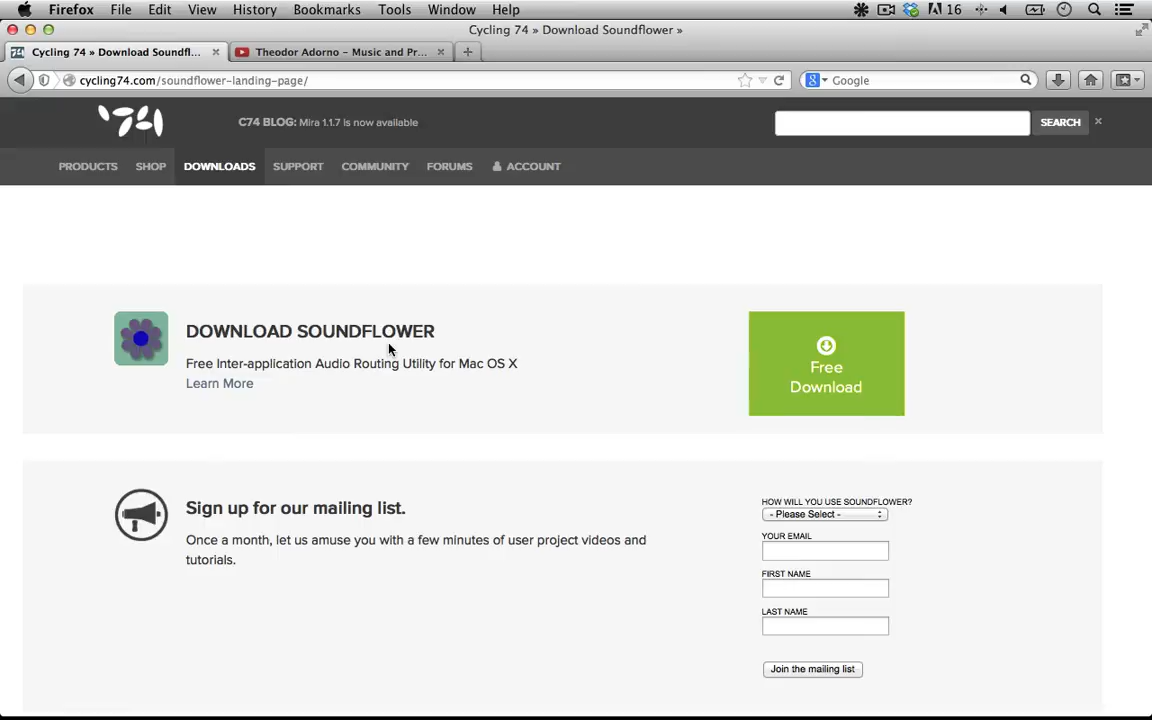 Firefox File Edit View History Bookmarks Tools Window Help 16
Cycling 74 » Download Soundflower »
Cycling 74 » Download Soundfl... Theodor Adorno – Music and Pr...
cycling74.com/soundflower-landing-page/ Google
'74 C74 BLOG: Mira 1.1.7 is now available SEARCH ×
PRODUCTS SHOP DOWNLOADS SUPPORT COMMUNITY FORUMS ACCOUNT
DOWNLOAD SOUNDFLOWER
Free Inter-application Audio Routing Utility for Mac OS X
Learn More
Free
Download
Sign up for our mailing list.
Once a month, let us amuse you with a few minutes of user project videos and
tutorials.
HOW WILL YOU USE SOUNDFLOWER?
- Please Select -
YOUR EMAIL
FIRST NAME
LAST NAME
Join the mailing list